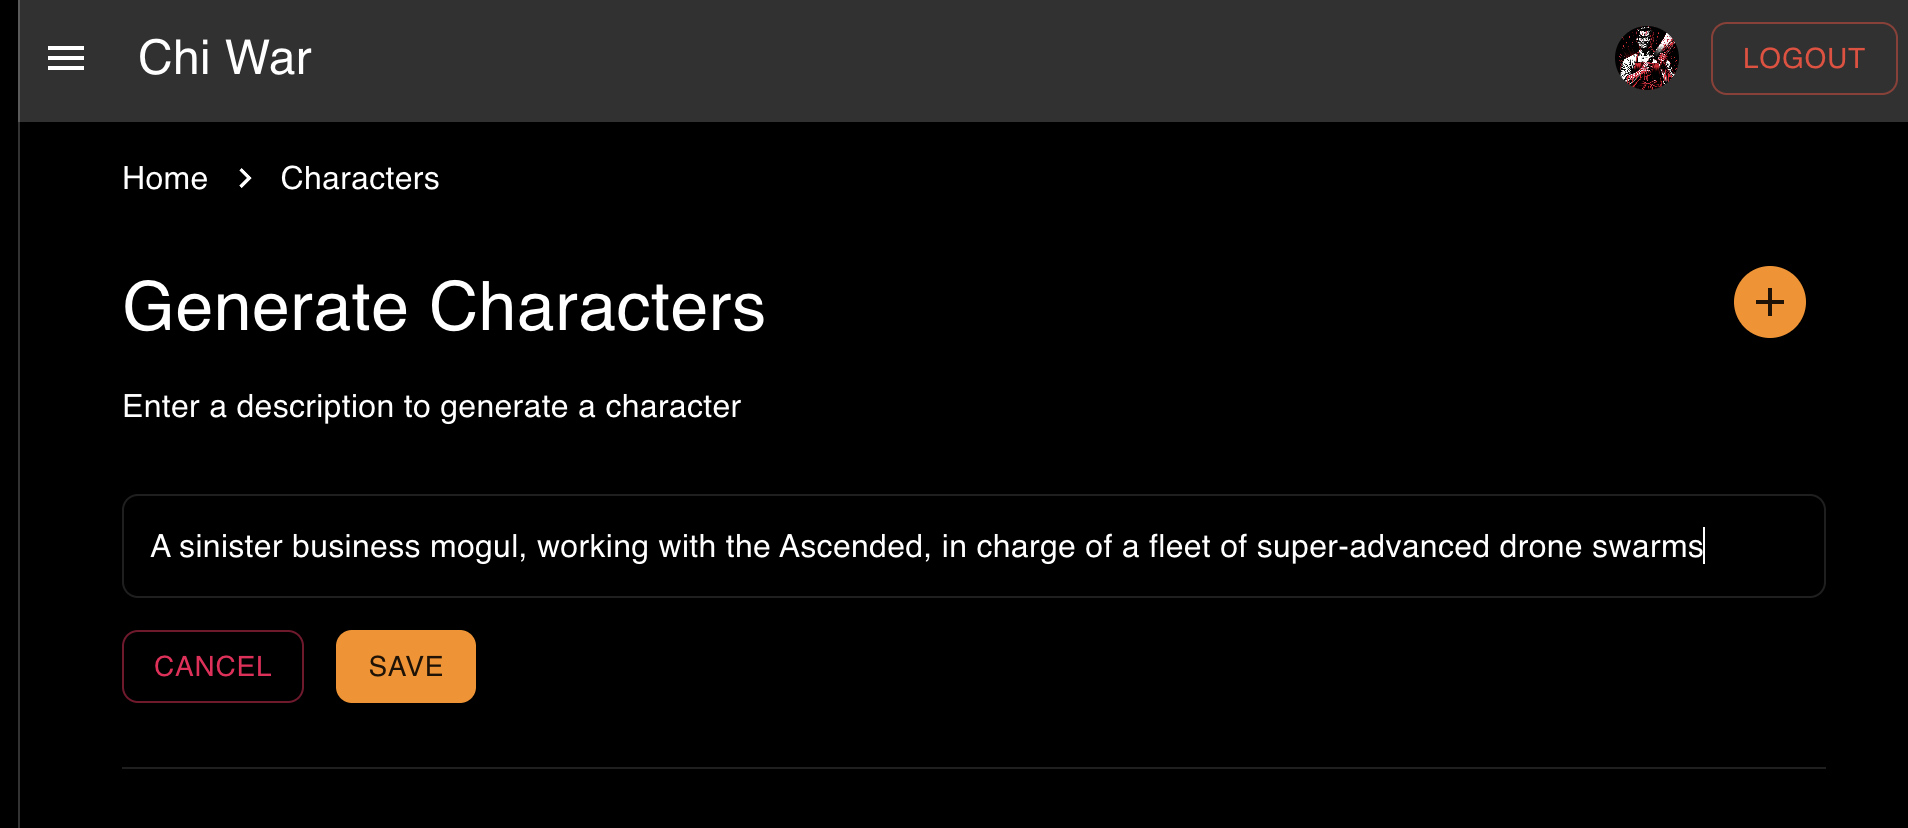 Chi War
LOGOUT
Home > Characters
Generate Characters
+
Enter a description to generate a character
A sinister business mogul, working with the Ascended, in charge of a fleet of super-advanced drone swarms
CANCEL
SAVE